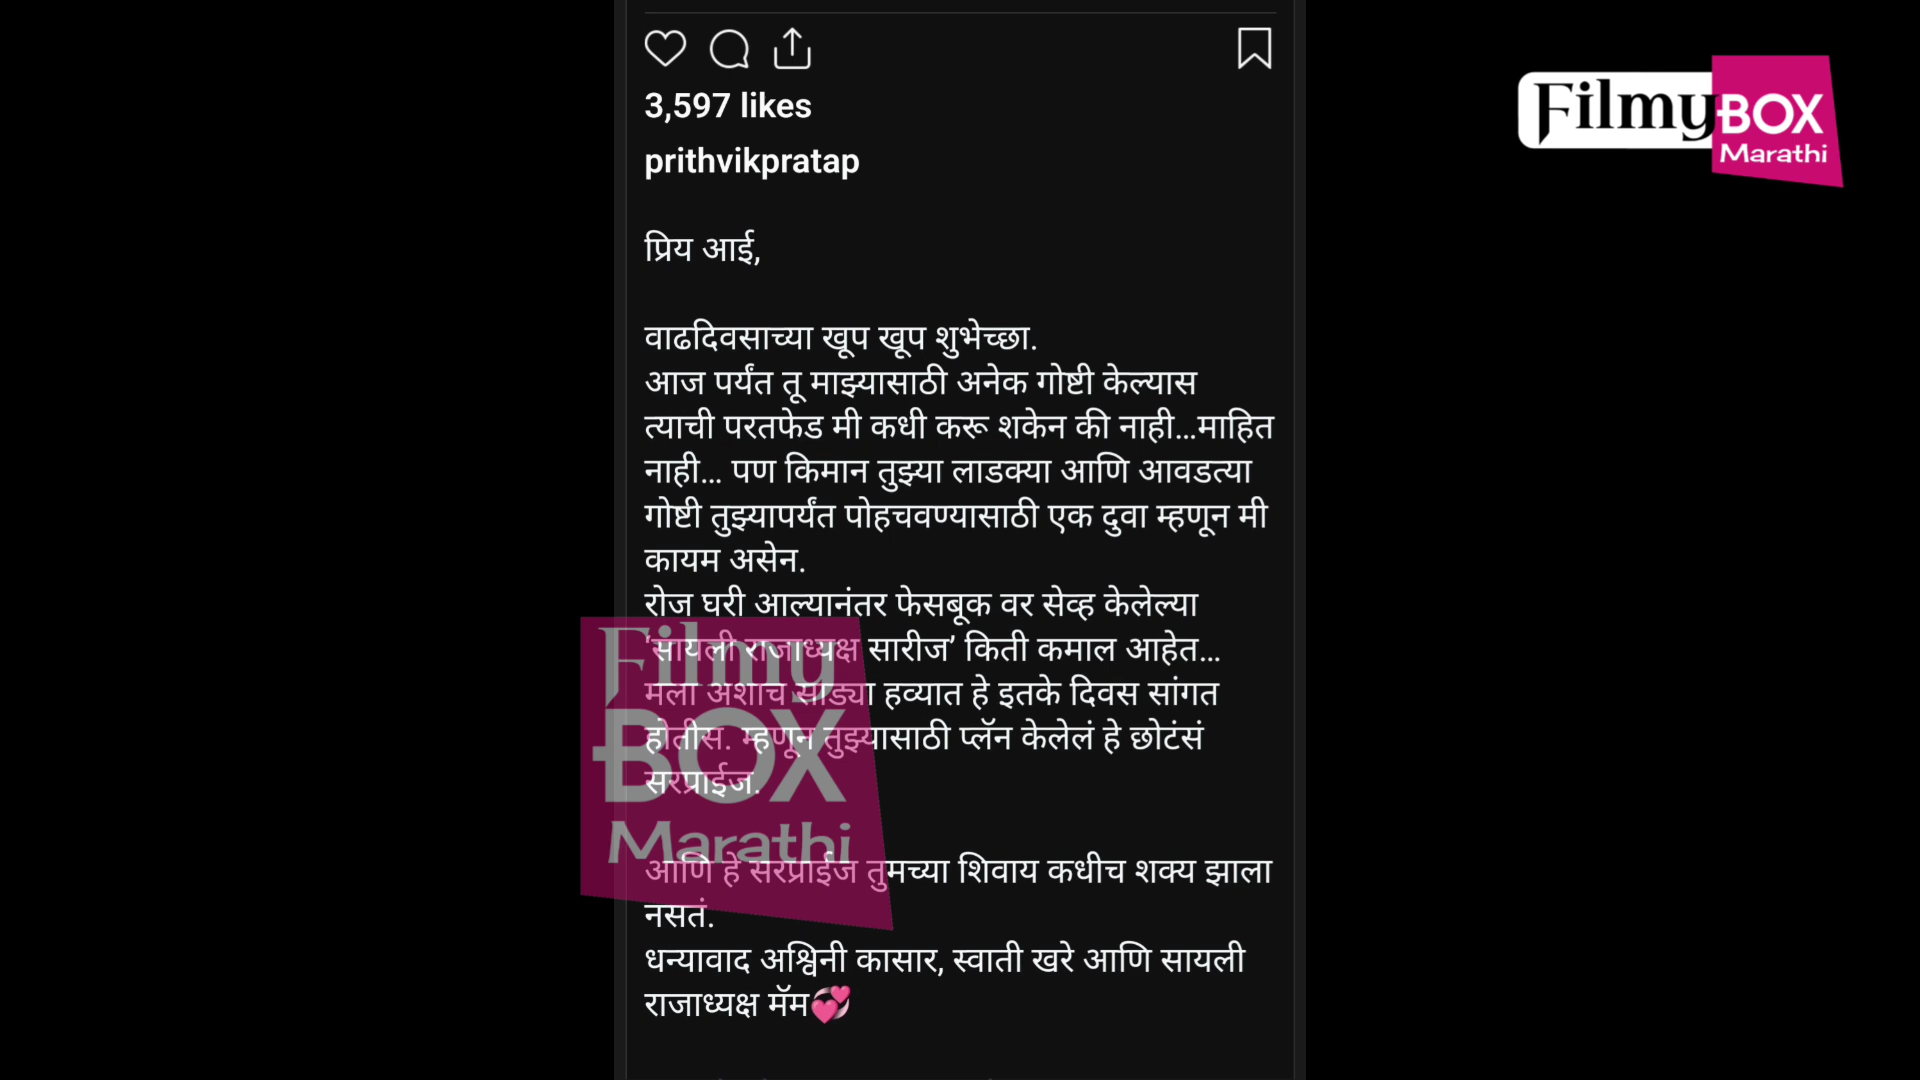 3,597 likes
prithvikpratap
Filmy BOX
Marathi
प्रिय आई,
वाढदिवसाच्या खूप खूप शुभेच्छा.
आज पर्यंत तू माझ्यासाठी अनेक गोष्टी केल्यास
त्याची परतफेड मी कधी करू शकेन की नाही...माहित
नाही... पण किमान तुझ्या लाडक्या आणि आवडत्या
गोष्टी तुझ्यापर्यंत पोहचवण्यासाठी एक दुवा म्हणून मी
कायम असेन.
रोज घरी आल्यानंतर फेसबूक वर सेव्ह केलेल्या
‘सायली राजाध्यक्ष सारीज’ किती कमाल आहेत...
मला अशाच साड्या हव्यात हे इतके दिवस सांगत
होतीस. म्हणून तुझ्यासाठी प्लॅन केलेलं हे छोटंसं
सरप्राईज.
Filmy
BOX
Marathi
आणि हे सरप्राईज तुमच्या शिवाय कधीच शक्य झाला
नसतं.
धन्यावाद अश्विनी कासार, स्वाती खरे आणि सायली
राजाध्यक्ष मॅम💞